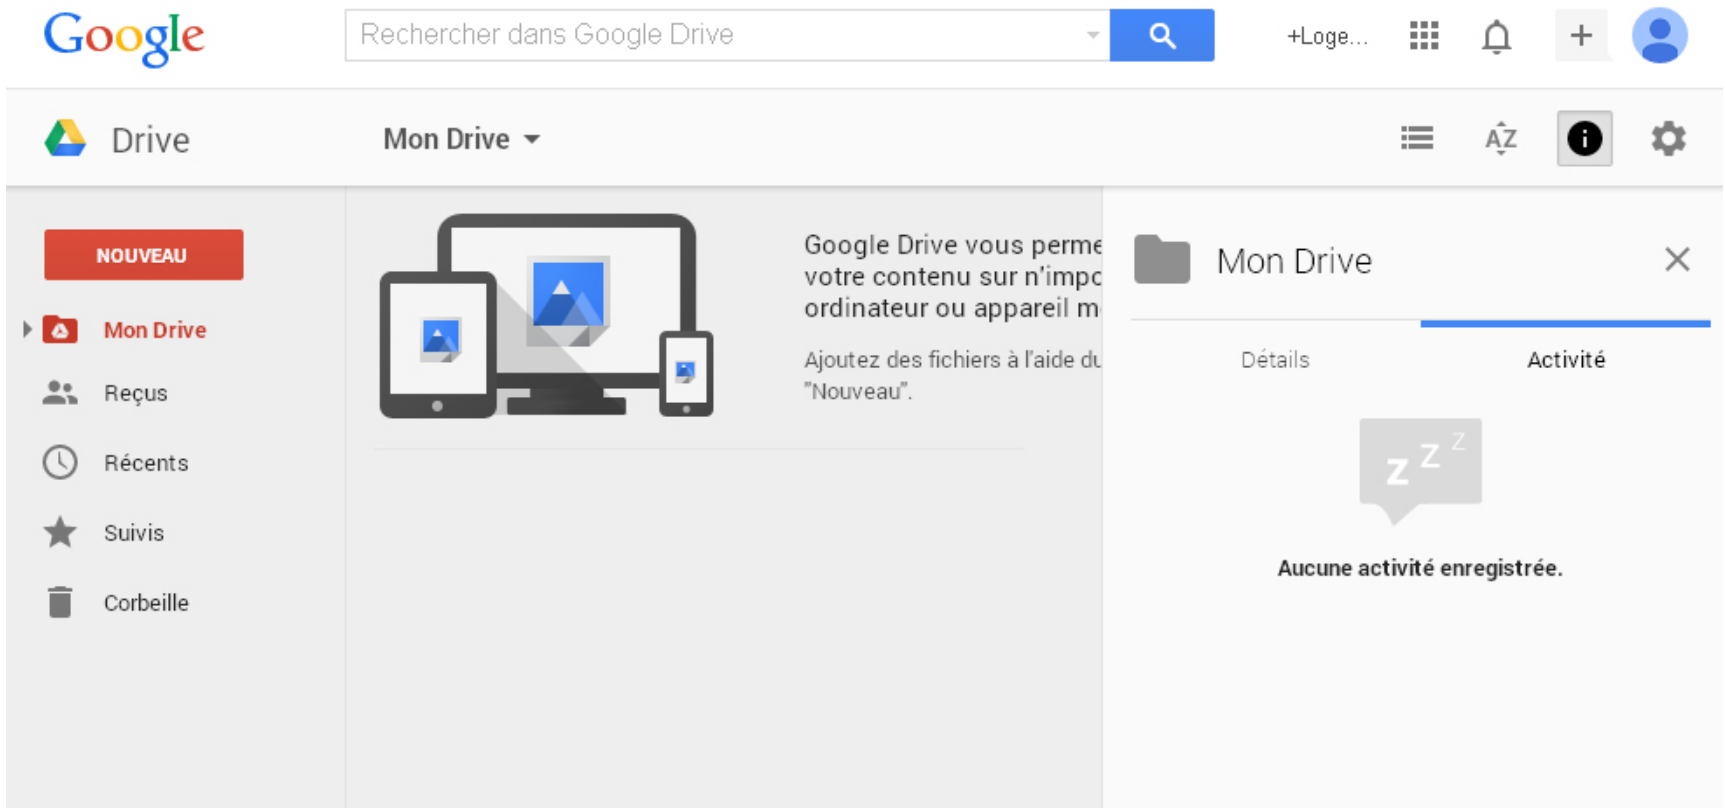 Google
Rechercher dans Google Drive
+Loge...
Drive
Mon Drive
AZ
NOUVEAU
Mon Drive
Reçus
Récents
Suivis
Corbeille
Google Drive vous perme
votre contenu sur n'impo
ordinateur ou appareil m
Ajoutez des fichiers à l'aide du
"Nouveau".
Mon Drive
Détails
Activité
z z z
Aucune activité enregistrée.